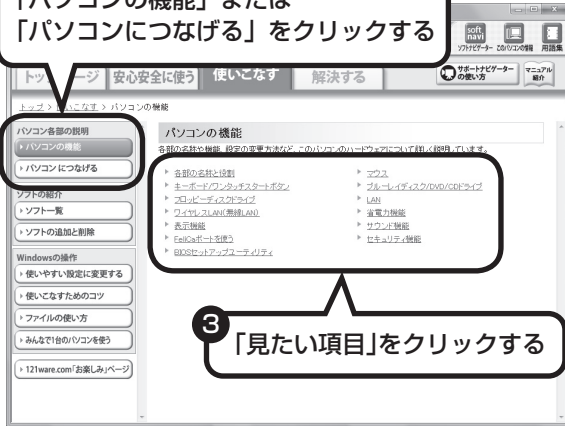 「パソコンの機能」または
「パソコンにつなげる」をクリックする
soft navi
ソフトナビゲーター
このパソコンの情報
用語集
安心安全に使う
使いこなす
解決する
サポートナビゲーターの使い方
マニュアル紹介
トップ > 使いこなす > パソコンの機能
パソコン各部の説明
パソコンの機能
パソコンにつなげる
ソフトの紹介
ソフト一覧
ソフトの追加と削除
Windowsの操作
使いやすい設定に変更する
使いこなすためのコツ
ファイルの使い方
みんなで1台のパソコンを使う
121ware.com「お楽しみ」ページ
パソコンの機能
各部の名称や機能、設定の変更方法など、このパソコンのハードウェアについて詳しく説明しています。
各部の名称と役割
キーボード/ワンタッチスタートボタン
フロッピーディスクドライブ
ワイヤレスLAN(無線LAN)
表示機能
FeliCaポートを使う
BIOSセットアップユーティリティ
マウス
ブルーレイディスク/DVD/CDドライブ
LAN
省電力機能
サウンド機能
セキュリティ機能
3
「見たい項目」をクリックする